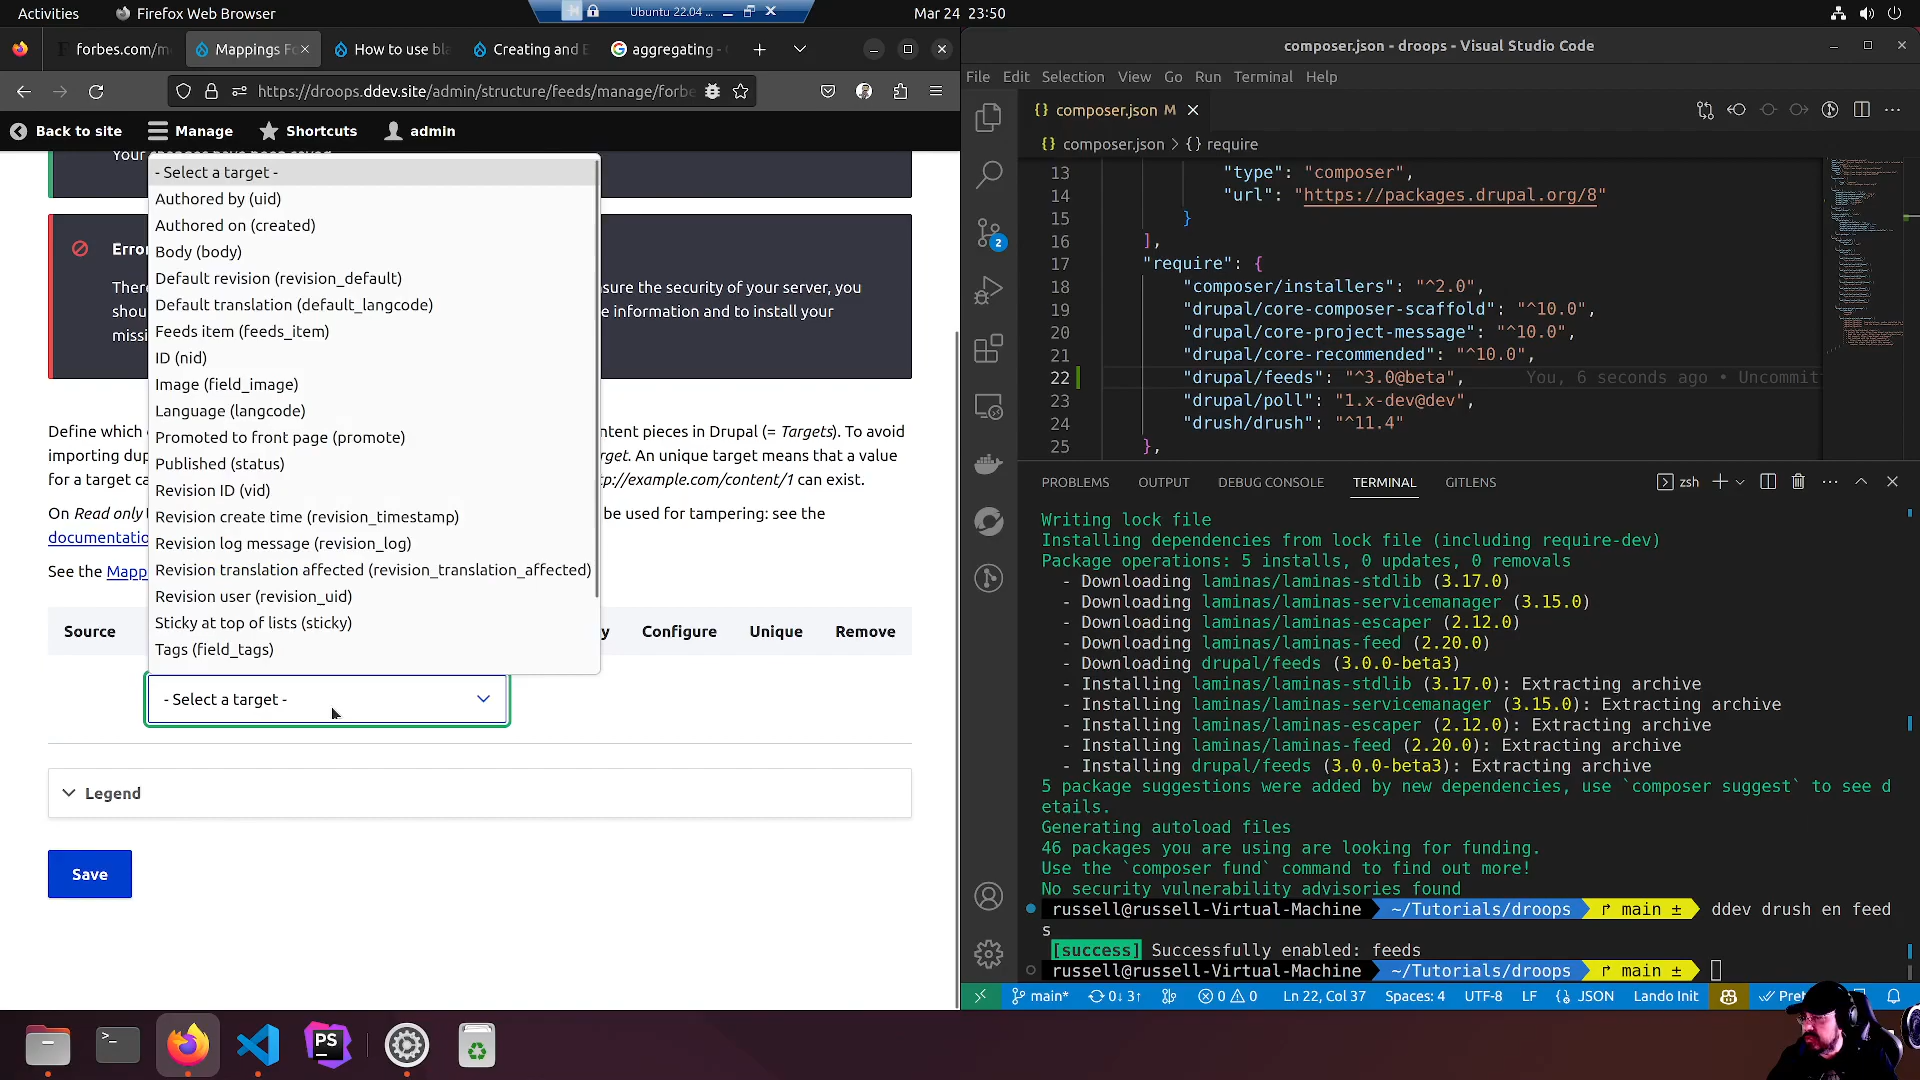 Activities
Firefox Web Browser
Ubuntu 22.04 ...
Mar 24 23:50
forbes.com/m
Mappings Fo
How to use bla
Creating and E
aggregating -
https://droops.ddev.site/admin/structure/feeds/manage/forbe
Back to site
Manage
Shortcuts
admin
- Select a target -
Authored by (uid)
Authored on (created)
Body (body)
Default revision (revision_default)
Default translation (default_langcode)
Feeds item (feeds_item)
ID (nid)
Image (field_image)
Language (langcode)
Promoted to front page (promote)
Published (status)
Revision ID (vid)
Revision create time (revision_timestamp)
Revision log message (revision_log)
Revision translation affected (revision_translation_affected)
Revision user (revision_uid)
Sticky at top of lists (sticky)
Tags (field_tags)
Erro
Ther
sure the security of your server, you
shou
e information and to install your
missi
Define which
ntent pieces in Drupal (= Targets). To avoid
importing dup
rget. An unique target means that a value
for a target ca
p://example.com/content/1 can exist.
On Read only
be used for tampering: see the
documentatio
See the Mapp
Source
y
Configure
Unique
Remove
- Select a target -
Legend
Save
composer.json - droops - Visual Studio Code
File Edit Selection View Go Run Terminal Help
composer.json M
composer.json > {} require
13 "type": "composer",
14 "url": "https://packages.drupal.org/8"
15 }
16 ],
17 "require": {
18 "composer/installers": "^2.0",
19 "drupal/core-composer-scaffold": "^10.0",
20 "drupal/core-project-message": "^10.0",
21 "drupal/core-recommended": "^10.0",
22 "drupal/feeds": "^3.0@beta", You, 6 seconds ago • Uncommit
23 "drupal/poll": "1.x-dev@dev",
24 "drush/drush": "^11.4"
25 },
2
PROBLEMS OUTPUT DEBUG CONSOLE TERMINAL GITLENS
zsh
Writing lock file
Installing dependencies from lock file (including require-dev)
Package operations: 5 installs, 0 updates, 0 removals
- Downloading laminas/laminas-stdlib (3.17.0)
- Downloading laminas/laminas-servicemanager (3.15.0)
- Downloading laminas/laminas-escaper (2.12.0)
- Downloading laminas/laminas-feed (2.20.0)
- Downloading drupal/feeds (3.0.0-beta3)
- Installing laminas/laminas-stdlib (3.17.0): Extracting archive
- Installing laminas/laminas-servicemanager (3.15.0): Extracting archive
- Installing laminas/laminas-escaper (2.12.0): Extracting archive
- Installing laminas/laminas-feed (2.20.0): Extracting archive
- Installing drupal/feeds (3.0.0-beta3): Extracting archive
5 package suggestions were added by new dependencies, use `composer suggest` to see d
etails.
Generating autoload files
46 packages you are using are looking for funding.
Use the `composer fund` command to find out more!
No security vulnerability advisories found
russell@russell-Virtual-Machine ~/Tutorials/droops main ± ddev drush en feed
s
[success] Successfully enabled: feeds
russell@russell-Virtual-Machine ~/Tutorials/droops main ±
main* 0↓ 3↑ 0 0 Ln 22, Col 37 Spaces: 4 UTF-8 LF {} JSON Lando Init Pre
PS